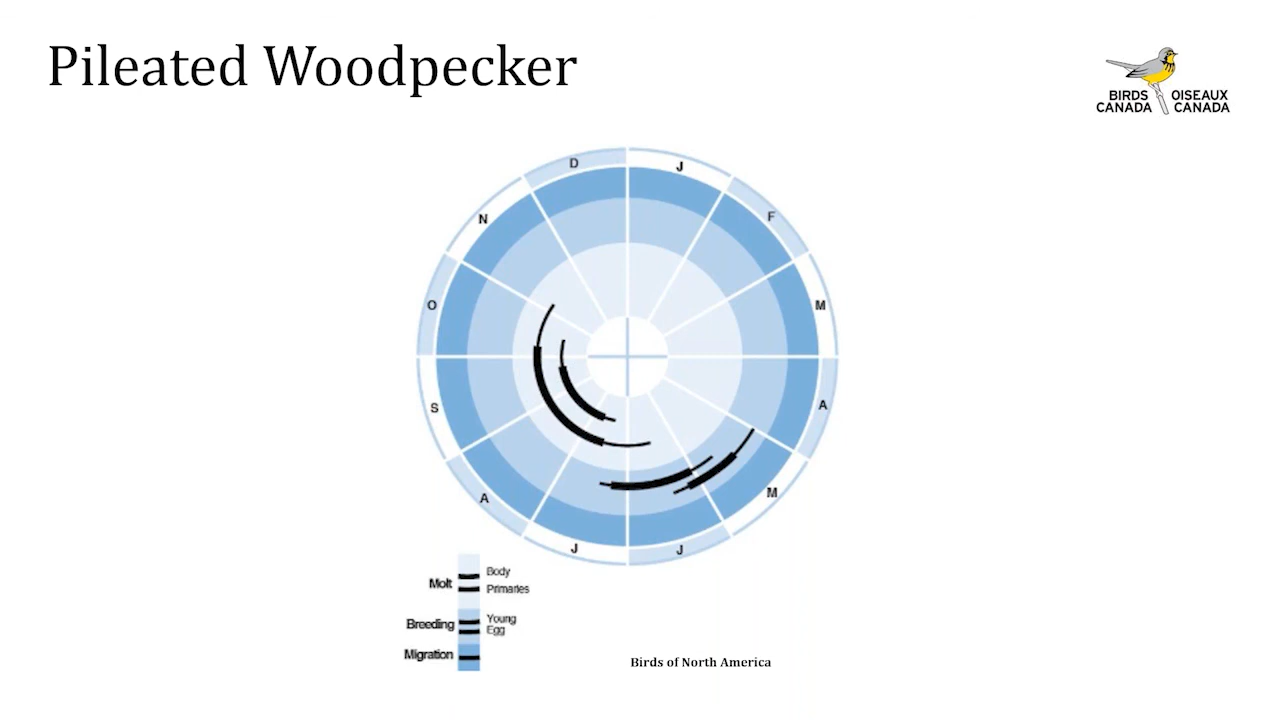 Pileated Woodpecker
BIRDS OISEAUX
CANADA CANADA
D
J
N
F
O
M
S
A
A
M
J
J
Molt
Body
Primaries
Breeding
Young
Egg
Migration
Birds of North America